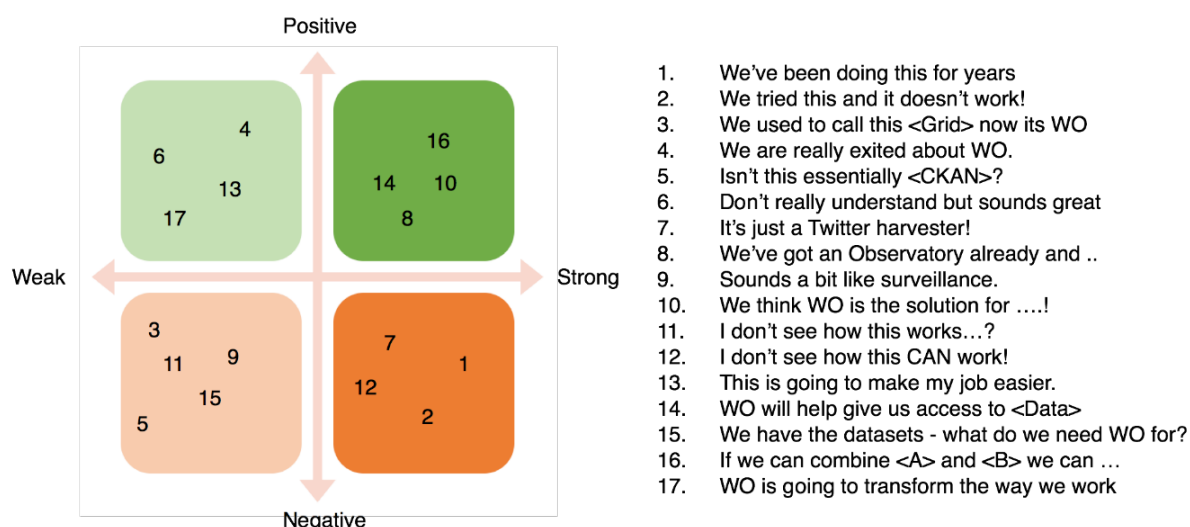 Positive
4
6
13
17
16
14 10
8
Weak
Strong
3
11
9
15
5
7
1
12
2
Negative
1. We’ve been doing this for years
2. We tried this and it doesn’t work!
3. We used to call this <Grid> now its WO
4. We are really exited about WO.
5. Isn’t this essentially <CKAN>?
6. Don’t really understand but sounds great
7. It’s just a Twitter harvester!
8. We’ve got an Observatory already and ..
9. Sounds a bit like surveillance.
10. We think WO is the solution for ….!
11. I don’t see how this works…?
12. I don’t see how this CAN work!
13. This is going to make my job easier.
14. WO will help give us access to <Data>
15. We have the datasets - what do we need WO for?
16. If we can combine <A> and <B> we can …
17. WO is going to transform the way we work